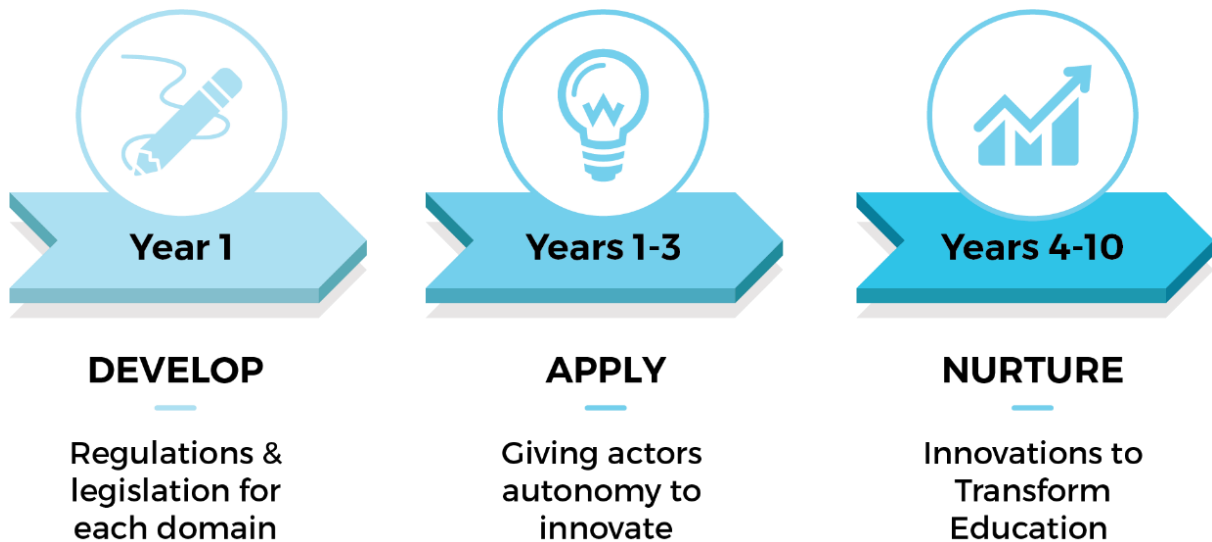 Year 1
DEVELOP
Regulations &
legislation for
each domain
Years 1-3
APPLY
Giving actors
autonomy to
innovate
Years 4-10
NURTURE
Innovations to
Transform
Education